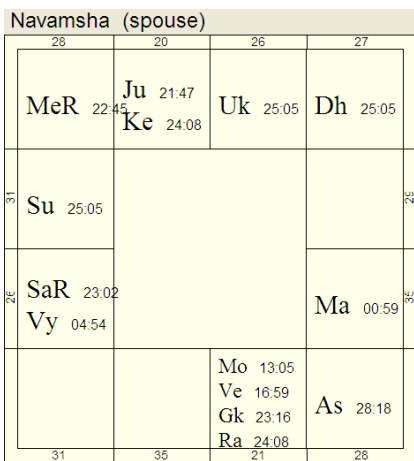 Navamsha (spouse)
28 20 26 27
MeR 22:45
Ju 21:47
Ke 24:08
Uk 25:05
Dh 25:05
31
Su 25:05
29
26
SaR 23:02
Vy 04:54
Ma 00:59
35
Mo 13:05
Ve 16:59
Gk 23:16
Ra 24:08
As 28:18
31 35 21 28